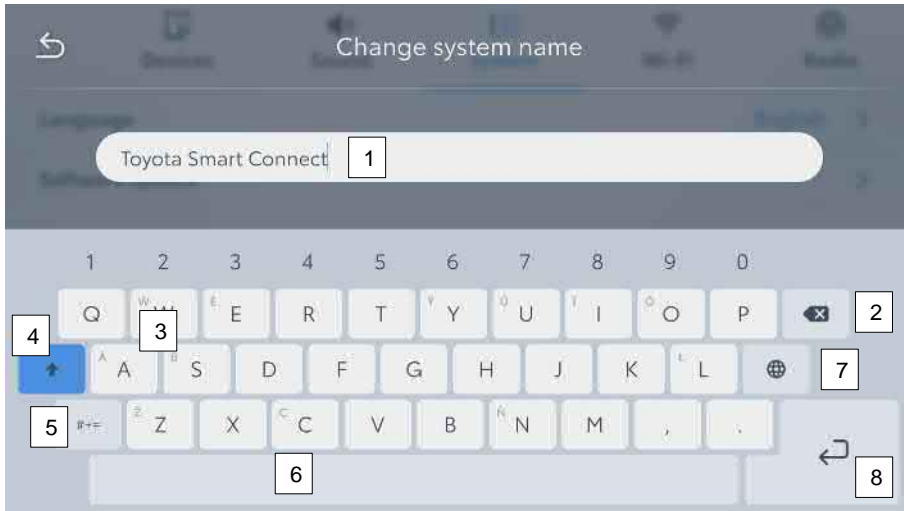 Change system name
Toyota Smart Connect 1
1 2 3 4 5 6 7 8 9 0
Q W 3 E R T Y U I O P 2
4 A S D F G H J K L 7
5 #+= Z X C V B N M , .
6 8